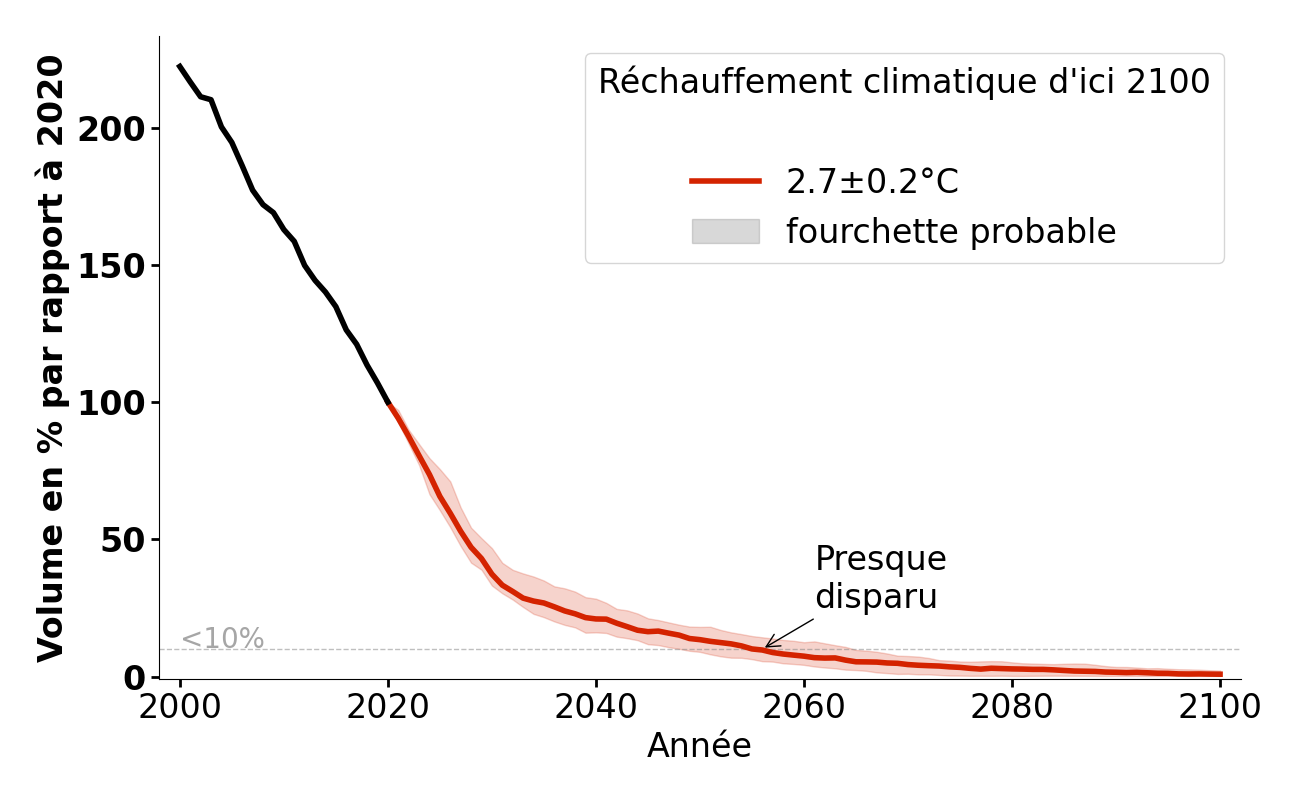 Volume en % par rapport à 2020
200
150
100
50
0
Réchauffement climatique d'ici 2100
2.7±0.2°C
fourchette probable
Presque
disparu
<10%
2000 2020 2040 2060 2080 2100
Année